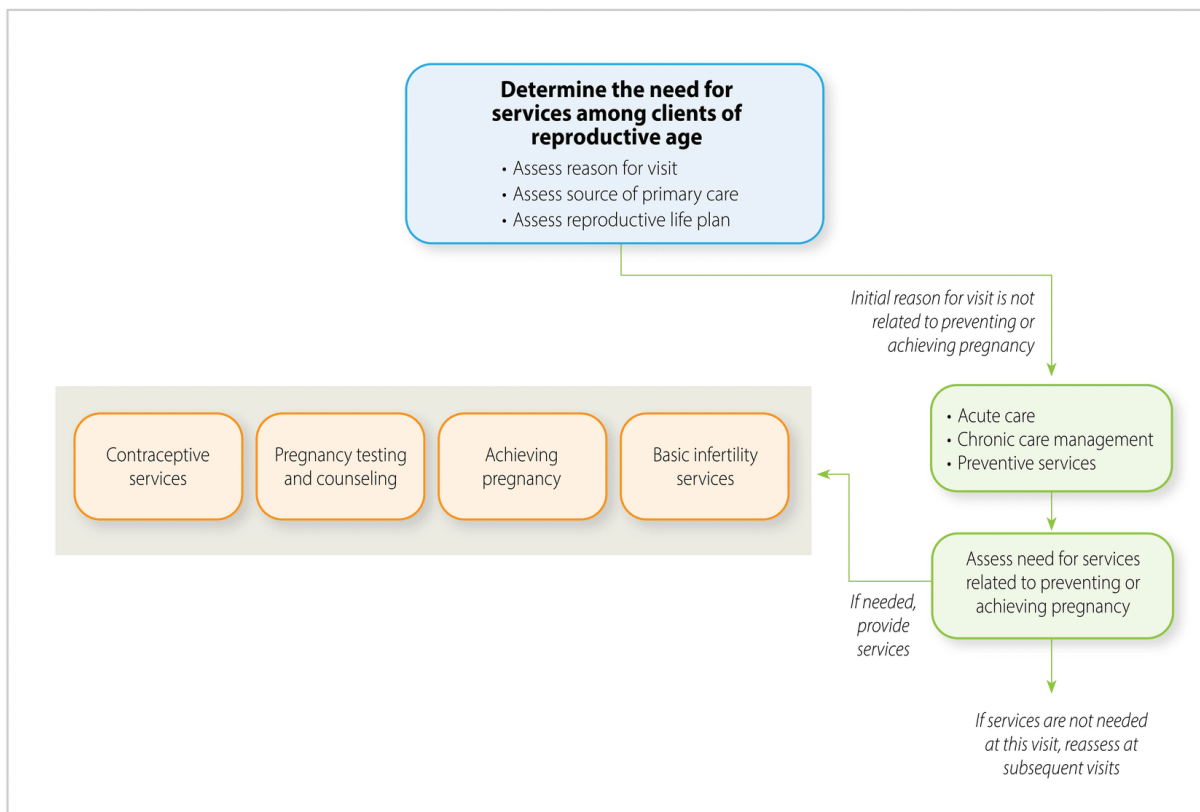 Determine the need for
services among clients of
reproductive age
• Assess reason for visit
• Assess source of primary care
• Assess reproductive life plan
Initial reason for visit is not
related to preventing or
achieving pregnancy
• Acute care
• Chronic care management
• Preventive services
Contraceptive
services
Pregnancy testing
and counseling
Achieving
pregnancy
Basic infertility
services
Assess need for services
related to preventing or
achieving pregnancy
If needed,
provide
services
If services are not needed
at this visit, reassess at
subsequent visits